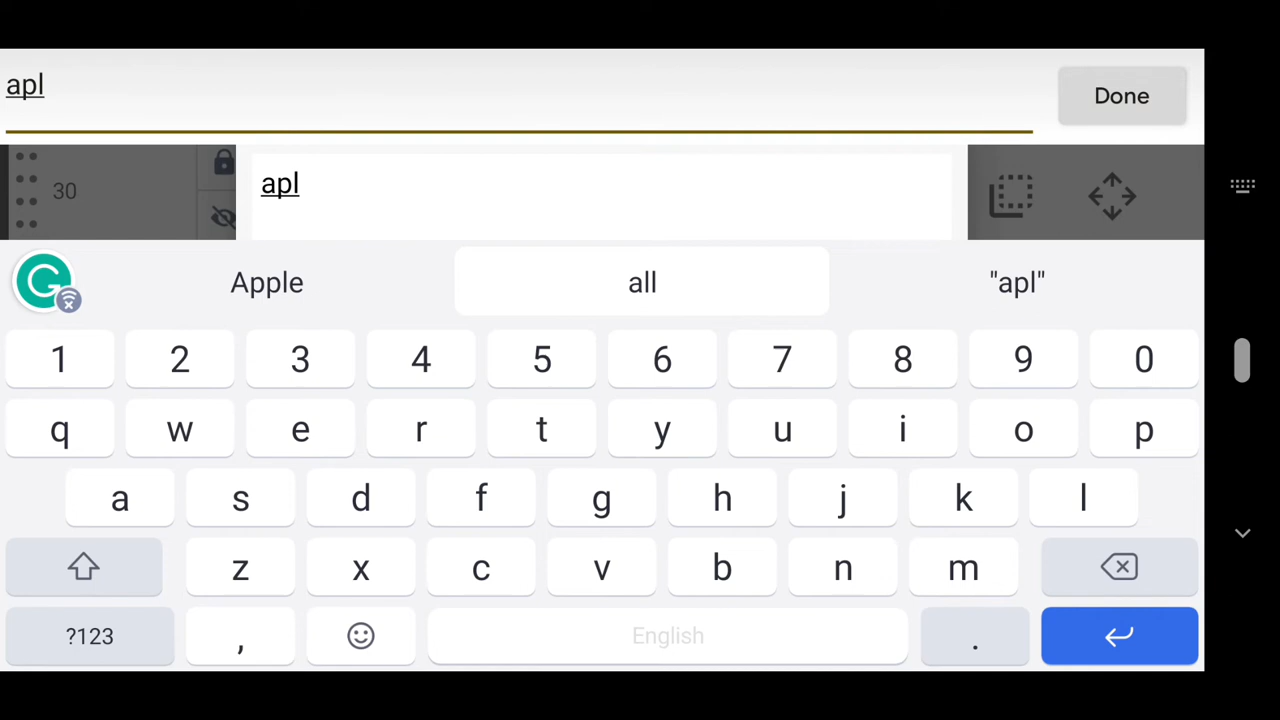 apl
Done
30
apl
Apple all "apl"
1 2 3 4 5 6 7 8 9 0
q w e r t y u i o p
a s d f g h j k l
z x c v b n m
?123 , English .